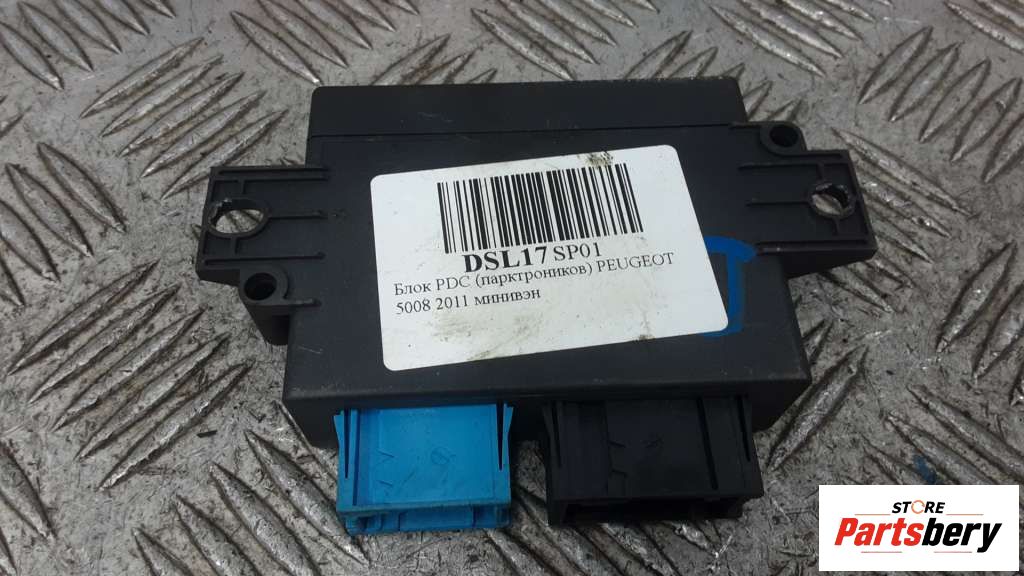 DSL17 SP01
Блок PDC (парктроников) PEUGEOT
5008 2011 минивэн
STORE
Partsbery